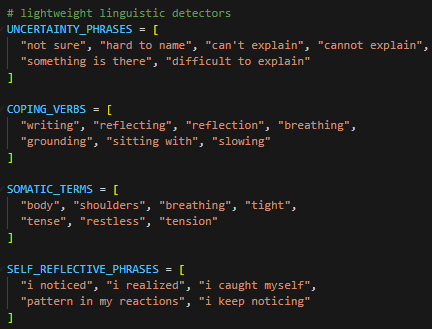 # lightweight linguistic detectors
UNCERTAINTY_PHRASES = [
"not sure", "hard to name", "can't explain", "cannot explain",
"something is there", "difficult to explain"
]
COPING_VERBS = [
"writing", "reflecting", "reflection", "breathing",
"grounding", "sitting with", "slowing"
]
SOMATIC_TERMS = [
"body", "shoulders", "breathing", "tight",
"tense", "restless", "tension"
]
SELF_REFLECTIVE_PHRASES = [
"i noticed", "i realized", "i caught myself",
"pattern in my reactions", "i keep noticing"
]